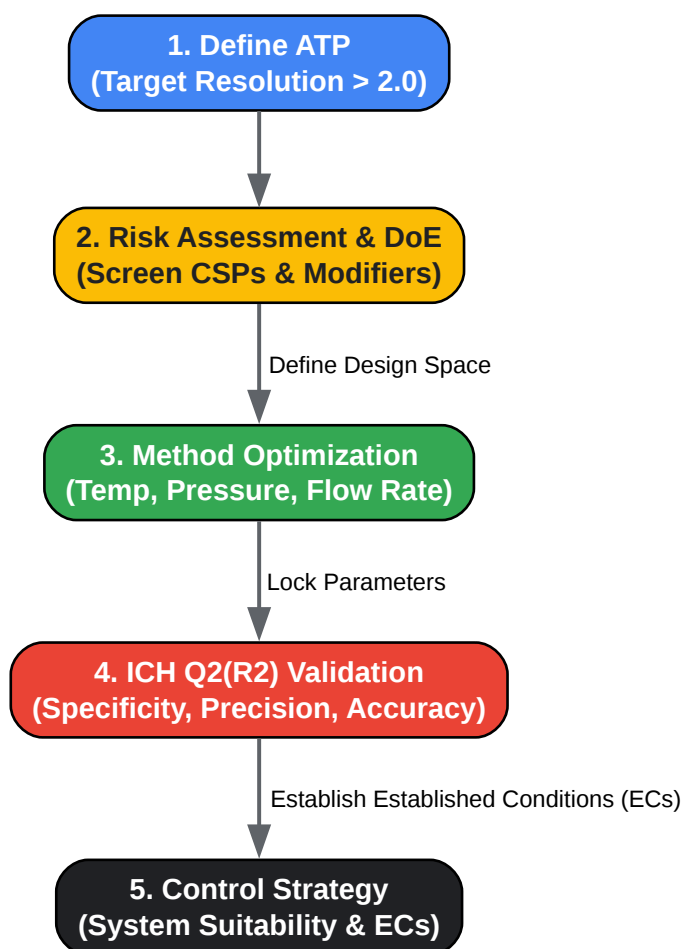 1. Define ATP
(Target Resolution > 2.0)
2. Risk Assessment & DoE
(Screen CSPs & Modifiers)
Define Design Space
3. Method Optimization
(Temp, Pressure, Flow Rate)
Lock Parameters
4. ICH Q2(R2) Validation
(Specificity, Precision, Accuracy)
Establish Established Conditions (ECs)
5. Control Strategy
(System Suitability & ECs)